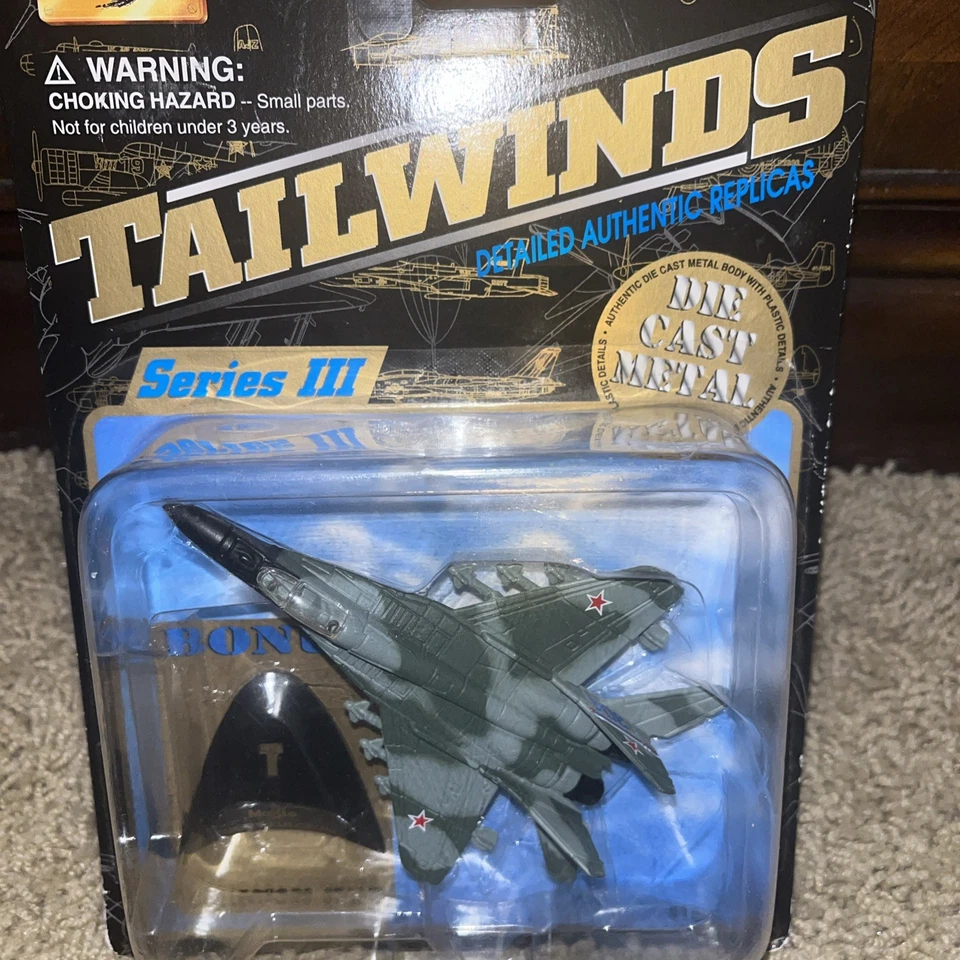 ⚠ WARNING:
CHOKING HAZARD -- Small parts.
Not for children under 3 years.
TAILWINDS
DETAILED AUTHENTIC REPLICAS
AUTHENTIC DIE CAST METAL BODY WITH PLASTIC DETAILS •
DIE
CAST
METAL
Series III
BONU
T